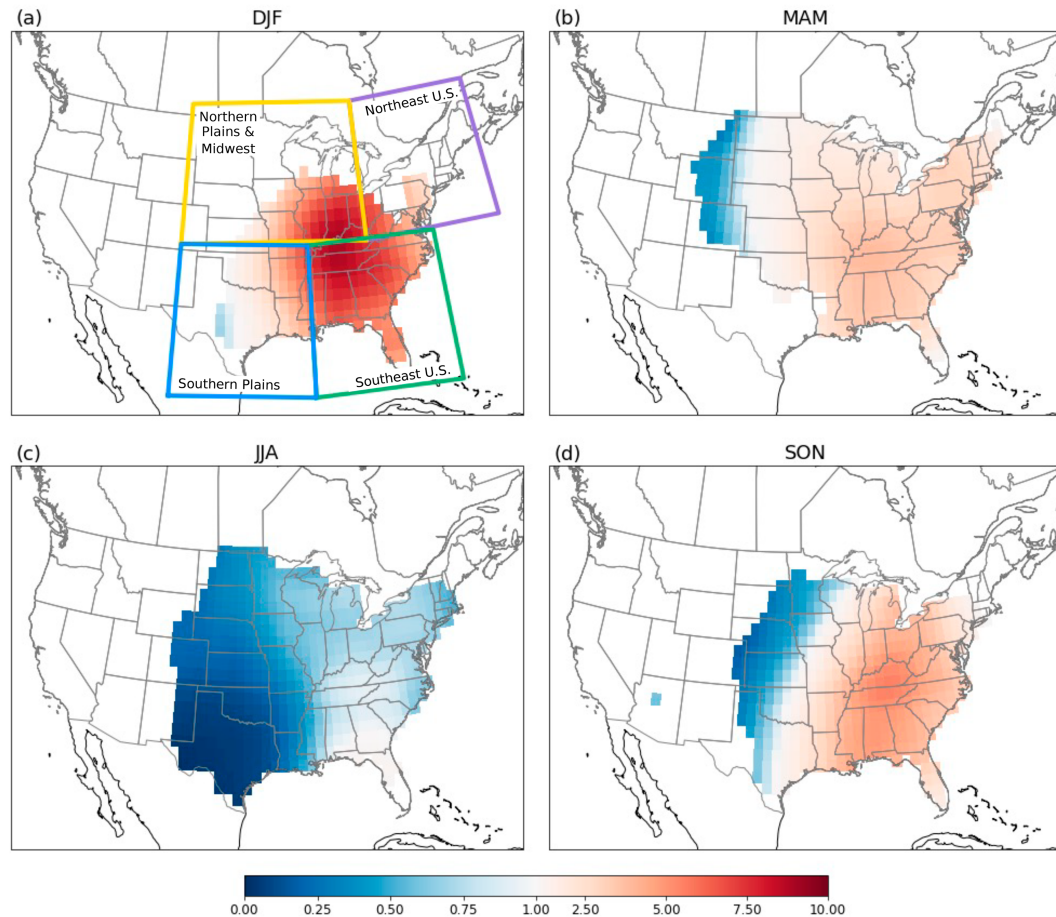 (a)
DJF
(b)
MAM
Northern
Plains &
Midwest
Northeast U.S.
Southern Plains
Southeast U.S.
(c)
JJA
(d)
SON
0.00 0.25 0.50 0.75 1.00 2.50 5.00 7.50 10.00